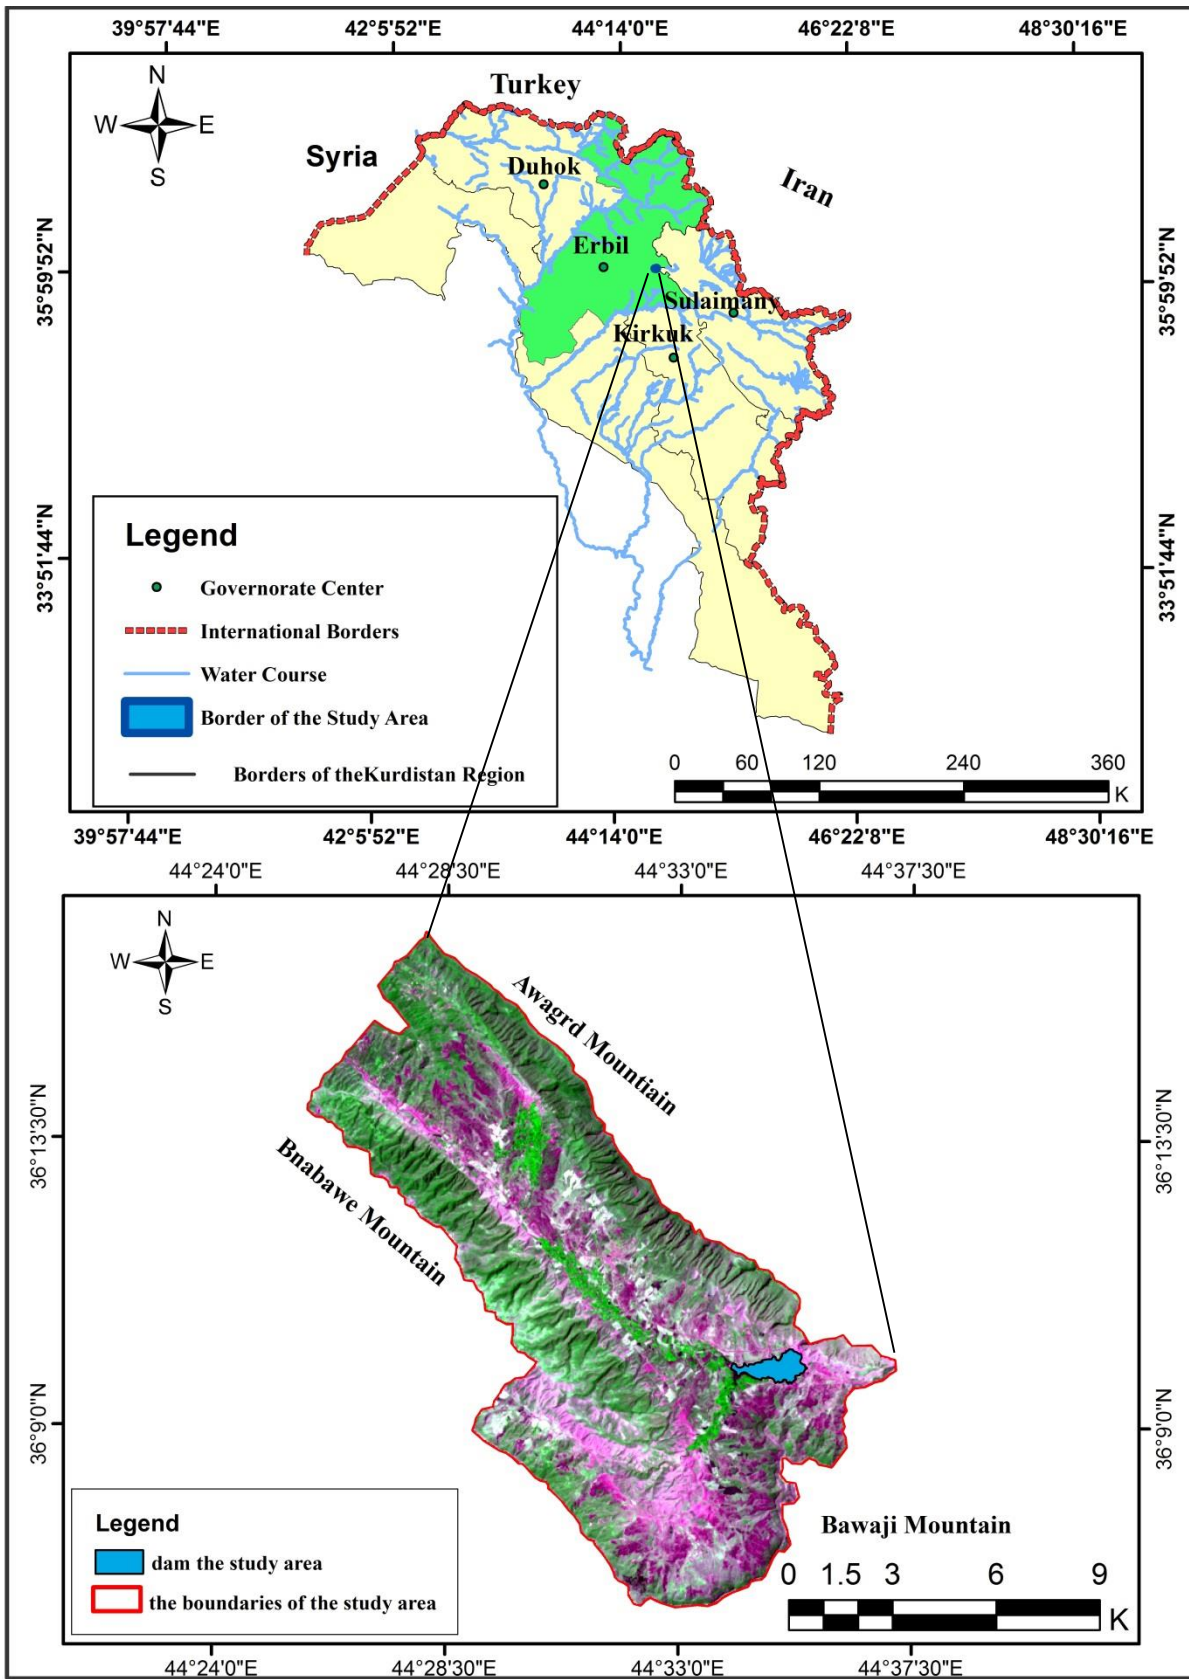 39°57'44"E 42°5'52"E 44°14'0"E 46°22'8"E 48°30'16"E
N
W E
S
Turkey
Syria
Iran
Duhok
Erbil
Sulaimany
Kirkuk
35°59'52"N
35°59'52"N
33°51'44"N
33°51'44"N
Legend
Governorate Center
International Borders
Water Course
Border of the Study Area
Borders of theKurdistan Region
0 60 120 240 360
K
39°57'44"E 42°5'52"E 44°14'0"E 46°22'8"E 48°30'16"E
44°24'0"E 44°28'30"E 44°33'0"E 44°37'30"E
N
W E
S
Awagrd Mountiain
Bnabawe Mountain
36°13'30"N
36°13'30"N
36°9'0"N
36°9'0"N
Bawaji Mountain
Legend
dam the study area
the boundaries of the study area
0 1.5 3 6 9
K
44°24'0"E 44°28'30"E 44°33'0"E 44°37'30"E